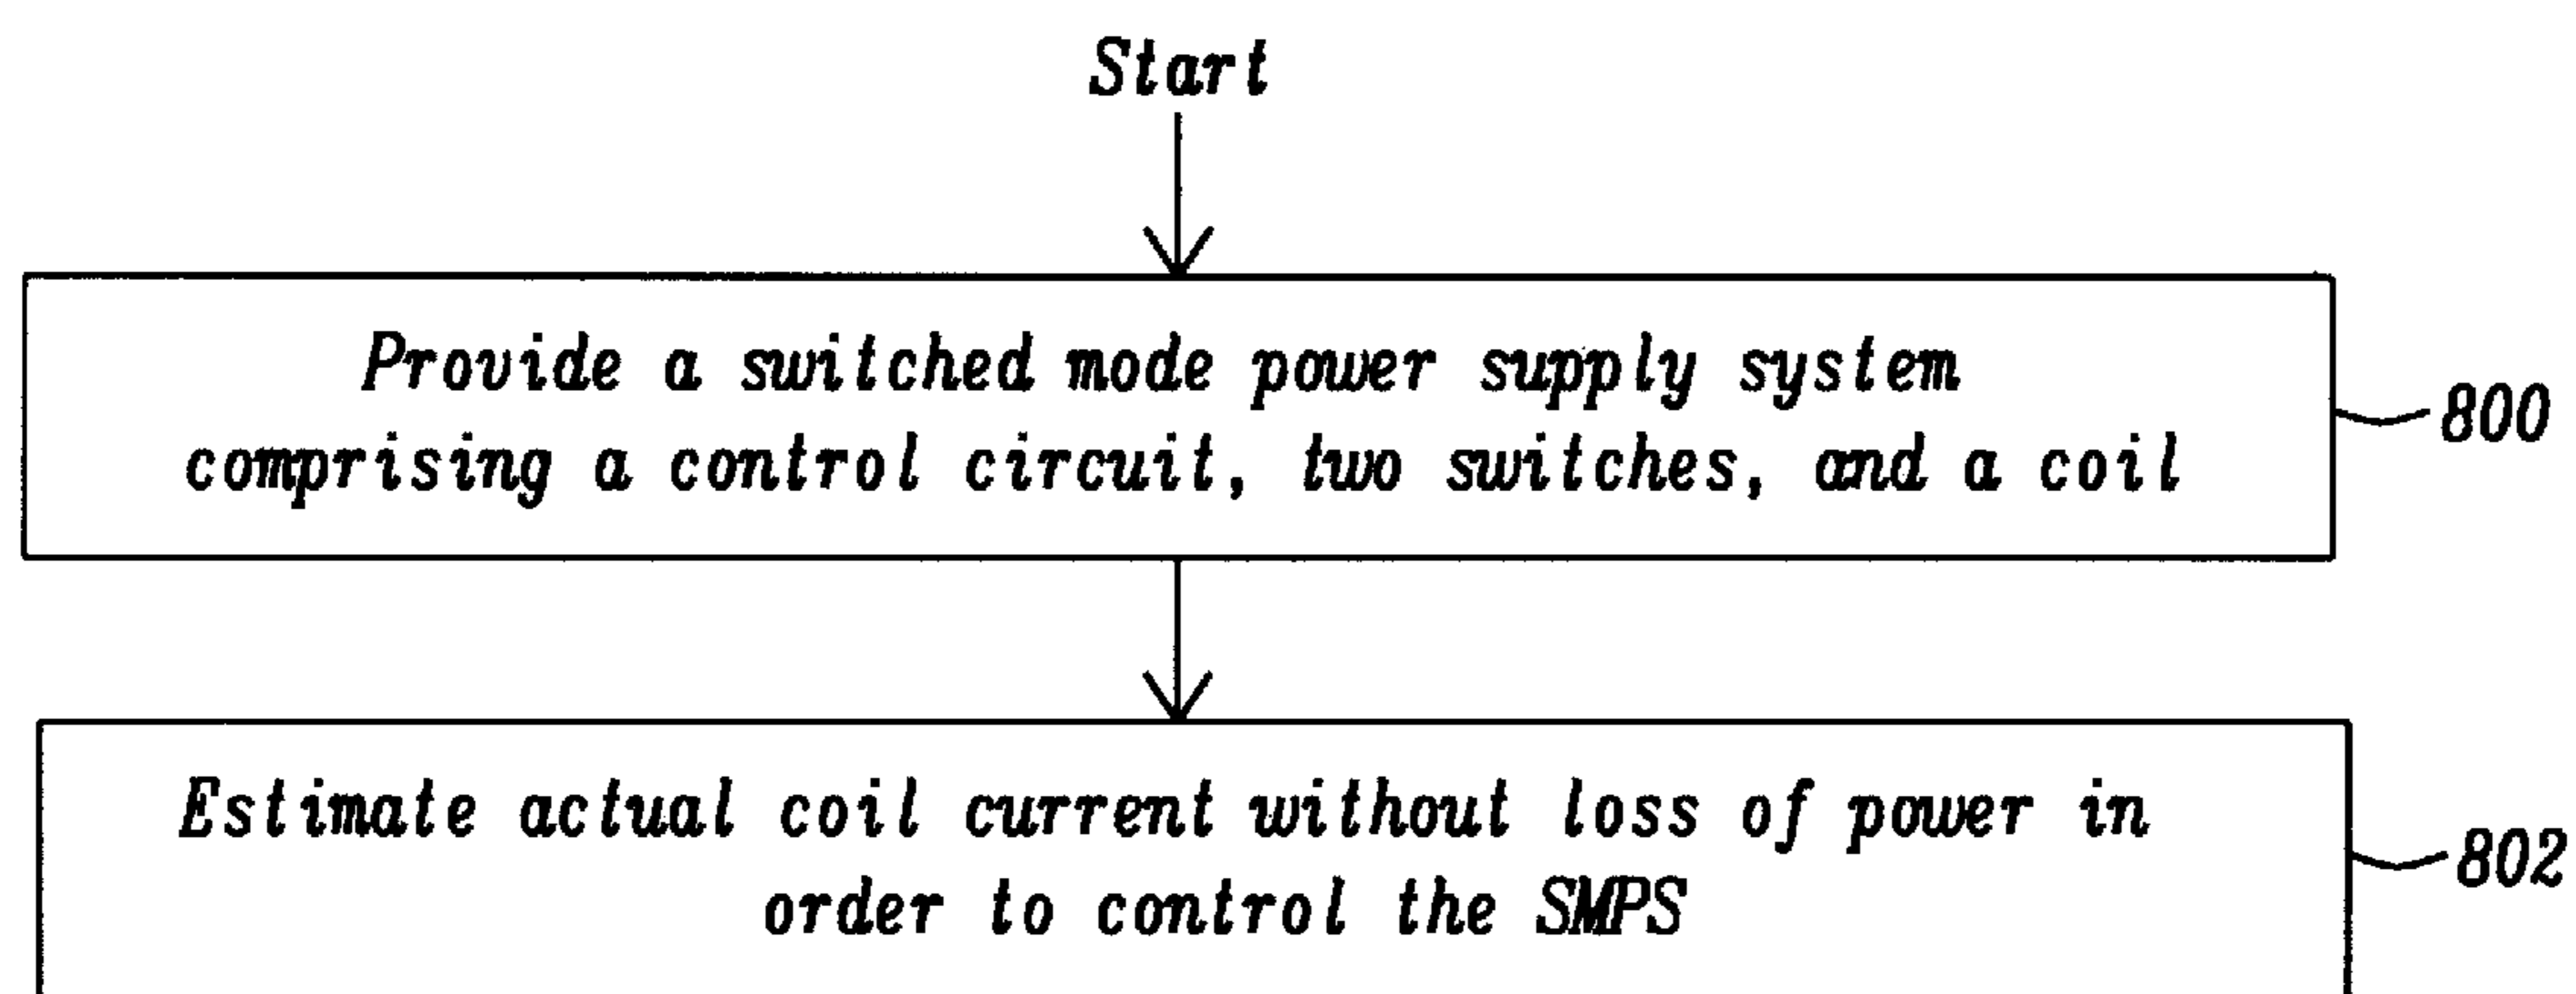 Start
Provide a switched mode power supply system
comprising a control circuit, two switches, and a coil
800
Estimate actual coil current without loss of power in
order to control the SMPS
802